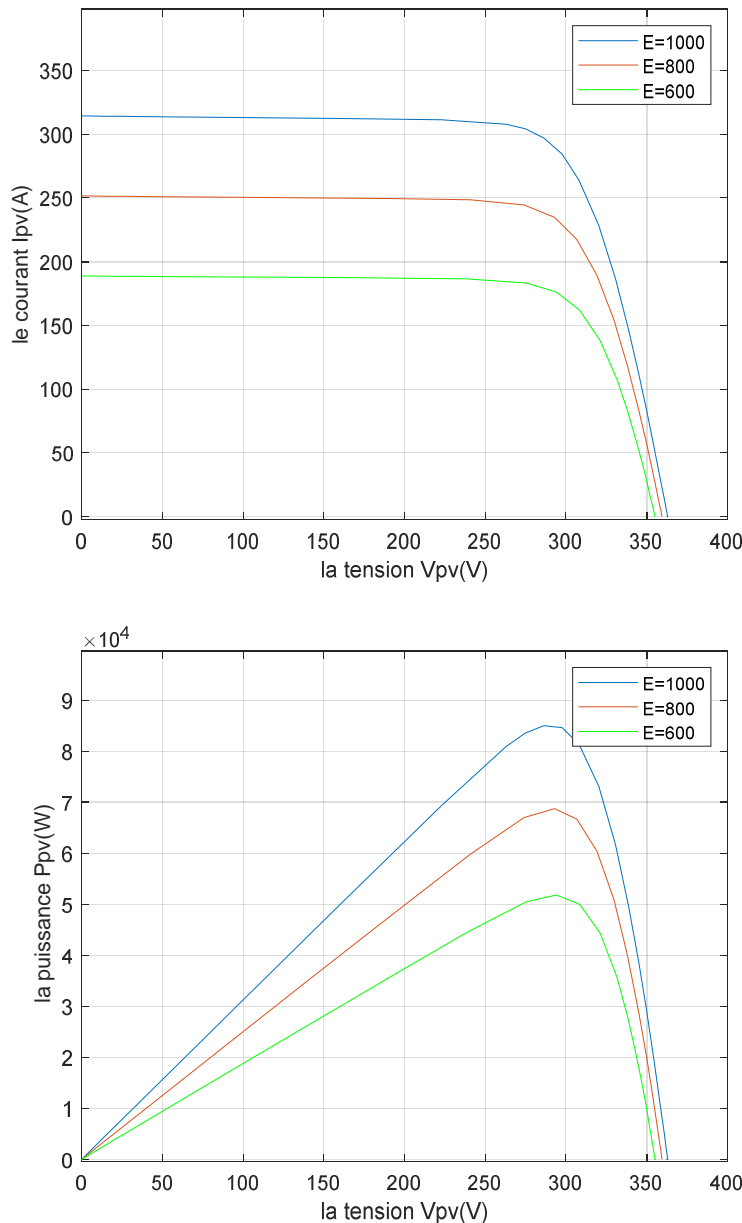 E=1000
E=800
E=600
350
300
250
200
150
100
50
0
le courant Ipv(A)
0 50 100 150 200 250 300 350 400
la tension Vpv(V)
×10^4
E=1000
E=800
E=600
9
8
7
6
5
4
3
2
1
0
la puissance Ppv(W)
0 50 100 150 200 250 300 350 400
la tension Vpv(V)